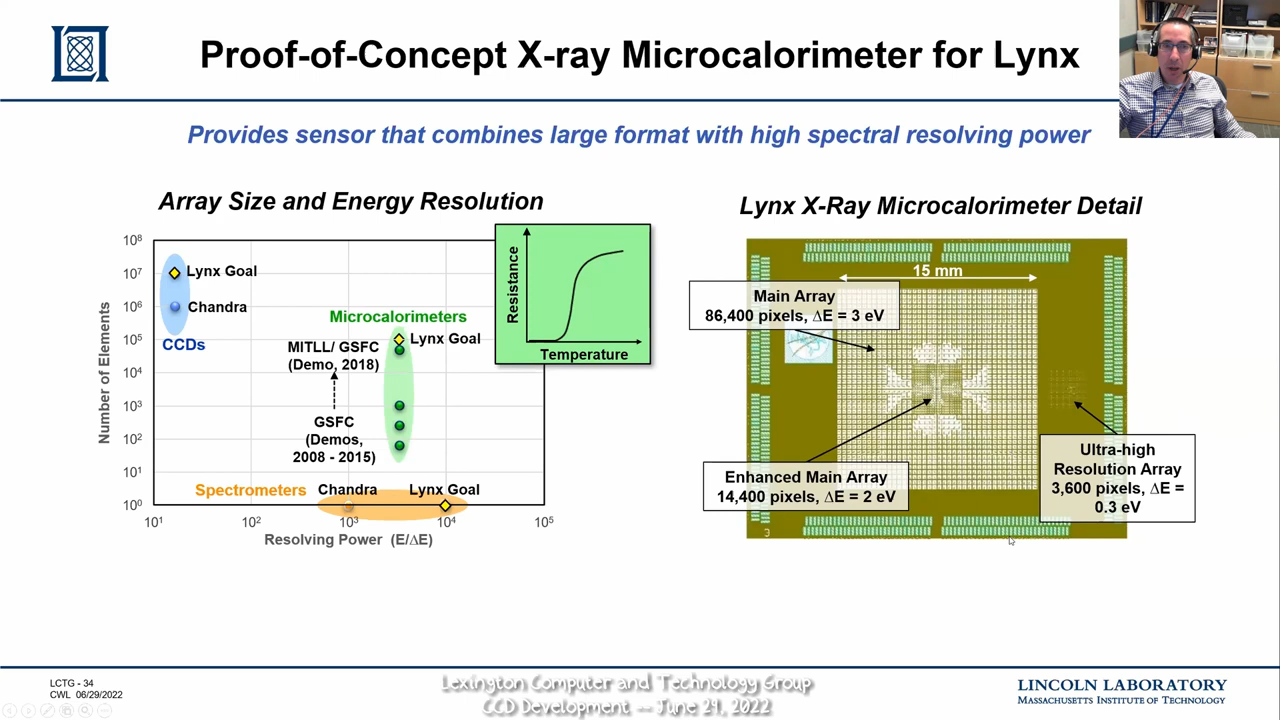 Proof-of-Concept X-ray Microcalorimeter for Lynx
Provides sensor that combines large format with high spectral resolving power
Array Size and Energy Resolution
Number of Elements
10⁸
10⁷
10⁶
10⁵
10⁴
10³
10²
10¹
10⁰
Lynx Goal
Chandra
CCDs
Microcalorimeters
Lynx Goal
MITLL/ GSFC
(Demo, 2018)
GSFC
(Demos,
2008 - 2015)
Spectrometers
Chandra
Lynx Goal
10¹
10²
10³
10⁴
10⁵
Resolving Power (E/∆E)
Resistance
Temperature
Lynx X-Ray Microcalorimeter Detail
15 mm
Main Array
86,400 pixels, ∆E = 3 eV
Enhanced Main Array
14,400 pixels, ∆E = 2 eV
Ultra-high
Resolution Array
3,600 pixels, ∆E =
0.3 eV
3
LCTG - 34
CWL 06/29/2022
Lexington Computer and Technology Group
CCD Development -- June 29, 2022
LINCOLN LABORATORY
MASSACHUSETTS INSTITUTE OF TECHNOLOGY